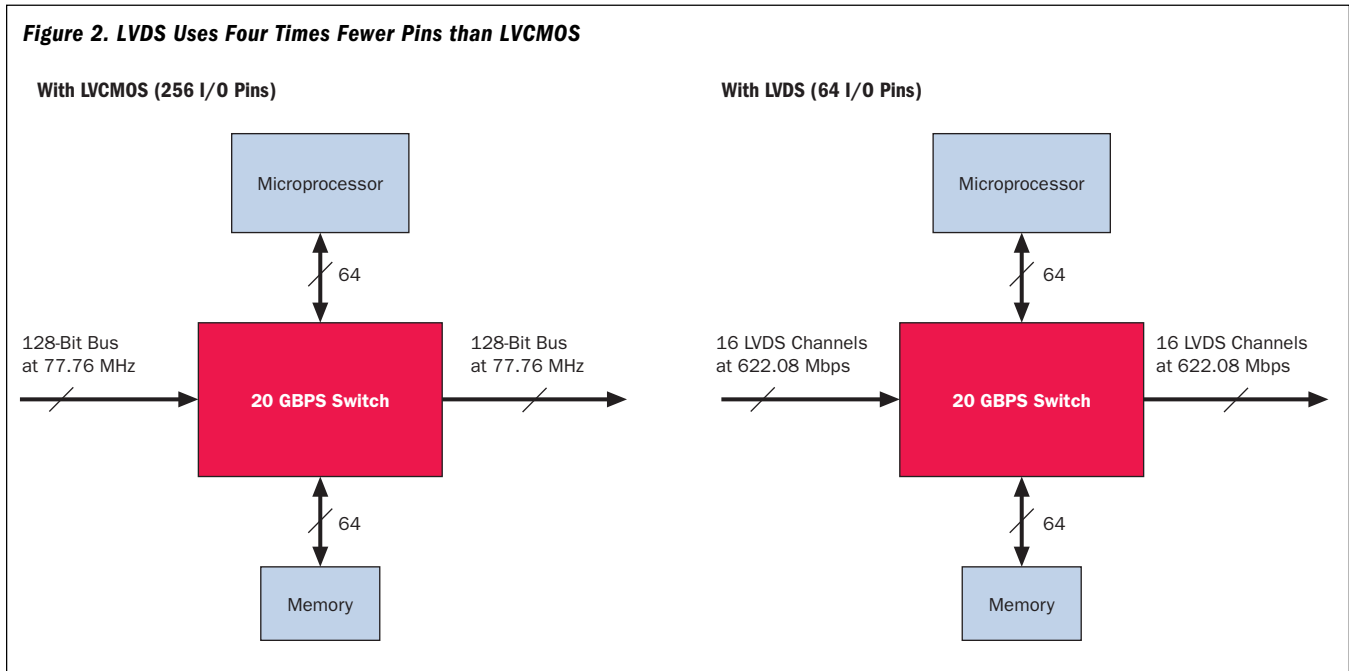 Figure 2. LVDS Uses Four Times Fewer Pins than LVCMOS
With LVCMOS (256 I/O Pins)
Microprocessor
64
128-Bit Bus
at 77.76 MHz
20 GBPS Switch
128-Bit Bus
at 77.76 MHz
64
Memory
With LVDS (64 I/O Pins)
Microprocessor
64
16 LVDS Channels
at 622.08 Mbps
20 GBPS Switch
16 LVDS Channels
at 622.08 Mbps
64
Memory